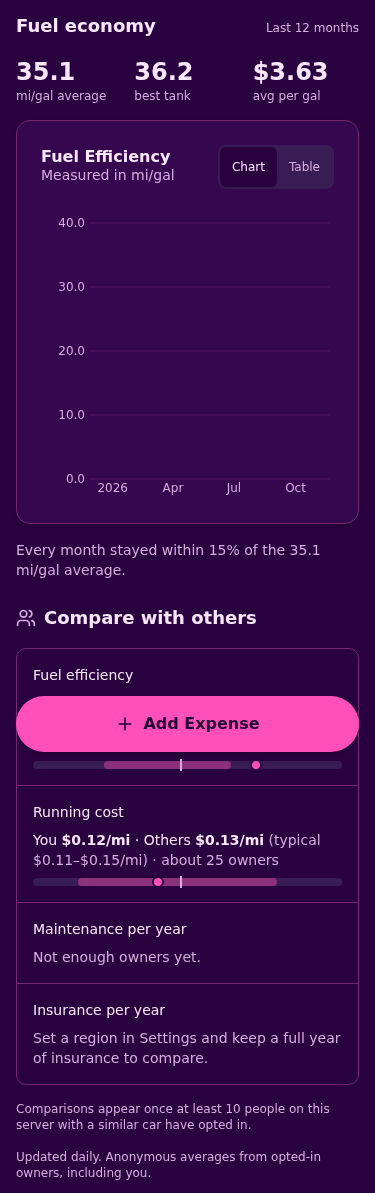 Fuel economy
Last 12 months
35.1
mi/gal average
36.2
best tank
$3.63
avg per gal
Fuel Efficiency
Measured in mi/gal
Chart
Table
40.0
30.0
20.0
10.0
0.0
2026
Apr
Jul
Oct
Every month stayed within 15% of the 35.1
mi/gal average.
Compare with others
Fuel efficiency
Add Expense
Running cost
You $0.12/mi · Others $0.13/mi (typical
$0.11–$0.15/mi) · about 25 owners
Maintenance per year
Not enough owners yet.
Insurance per year
Set a region in Settings and keep a full year
of insurance to compare.
Comparisons appear once at least 10 people on this
server with a similar car have opted in.
Updated daily. Anonymous averages from opted-in
owners, including you.